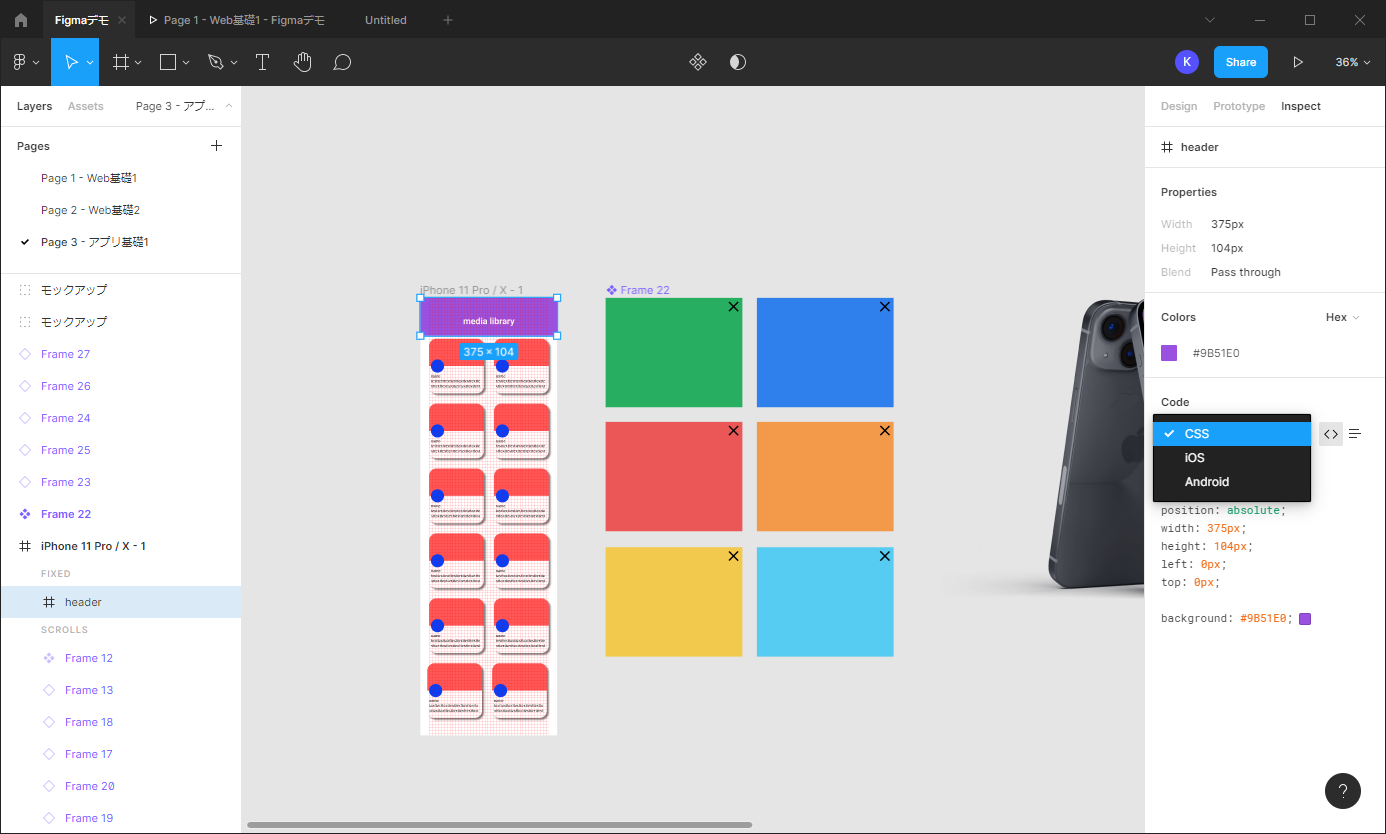 Figmaデモ
Page 1 - Web基礎1 - Figmaデモ
Untitled
K
Share
36%
Layers
Assets
Page 3 - アプ...
Pages
Page 1 - Web基礎1
Page 2 - Web基礎2
Page 3 - アプリ基礎1
モックアップ
モックアップ
Frame 27
Frame 26
Frame 24
Frame 25
Frame 23
Frame 22
iPhone 11 Pro / X - 1
FIXED
header
SCROLLS
Frame 12
Frame 13
Frame 18
Frame 17
Frame 20
Frame 19
iPhone 11 Pro / X - 1
media library
375 × 104
Frame 22
Design
Prototype
Inspect
header
Properties
Width 375px
Height 104px
Blend Pass through
Colors
Hex
#9B51E0
Code
CSS
iOS
Android
position: absolute;
width: 375px;
height: 104px;
left: 0px;
top: 0px;
background: #9B51E0;
?